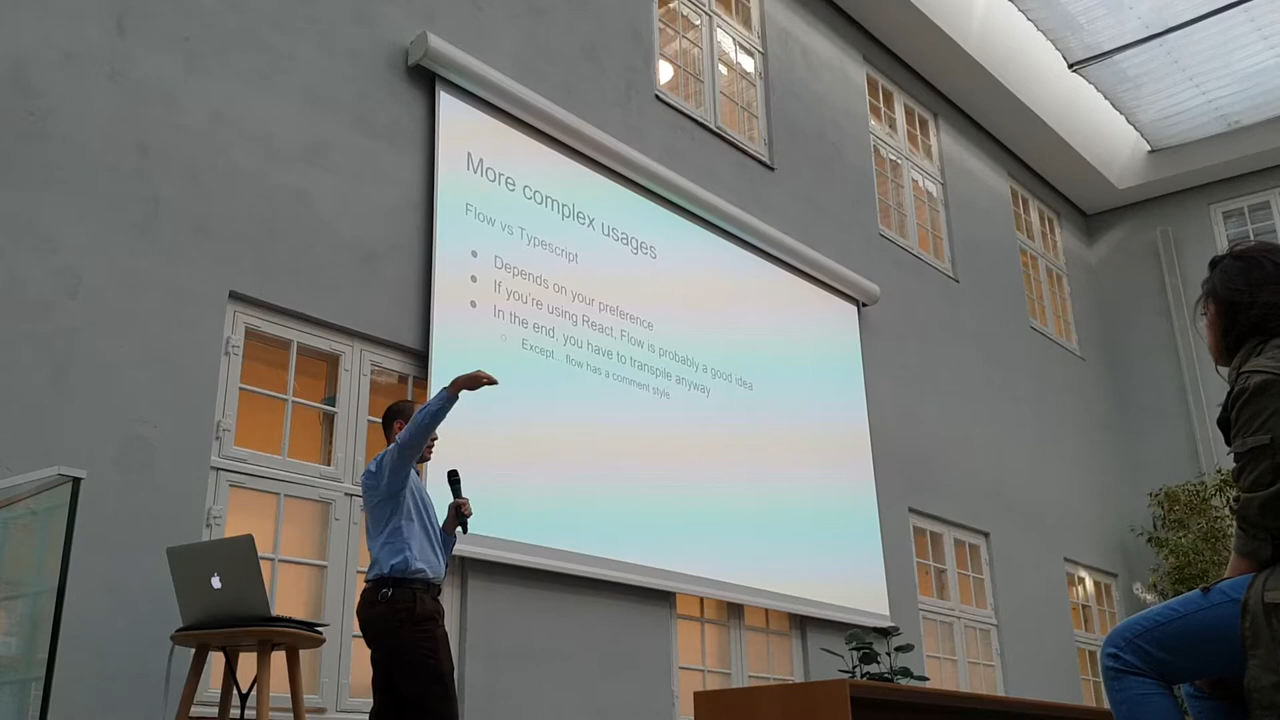 More complex usages
Flow vs Typescript
Depends on your preference
If you're using React, Flow is probably a good idea
In the end, you have to transpile anyway
Except... flow has a comment style